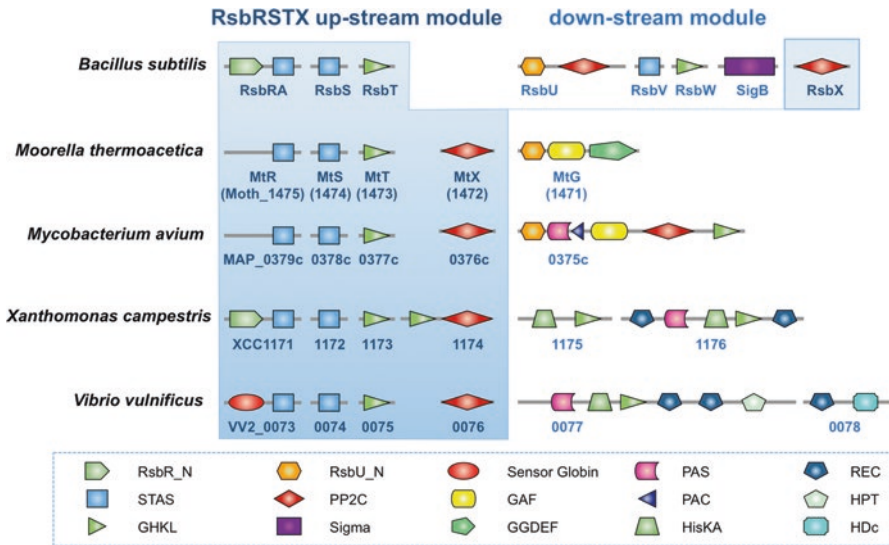 RsbRSTX up-stream module down-stream module
Bacillus subtilis
RsbRA RsbS RsbT RsbU RsbV RsbW SigB RsbX
Moorella thermoacetica
MtR MtS MtT MtX MtG
(Moth_1475) (1474) (1473) (1472) (1471)
Mycobacterium avium
MAP_0379c 0378c 0377c 0376c 0375c
Xanthomonas campestris
XCC1171 1172 1173 1174 1175 1176
Vibrio vulnificus
VV2_0073 0074 0075 0076 0077 0078
RsbR_N RsbU_N Sensor Globin PAS REC
STAS PP2C GAF PAC HPT
GHKL Sigma GGDEF HisKA HDc